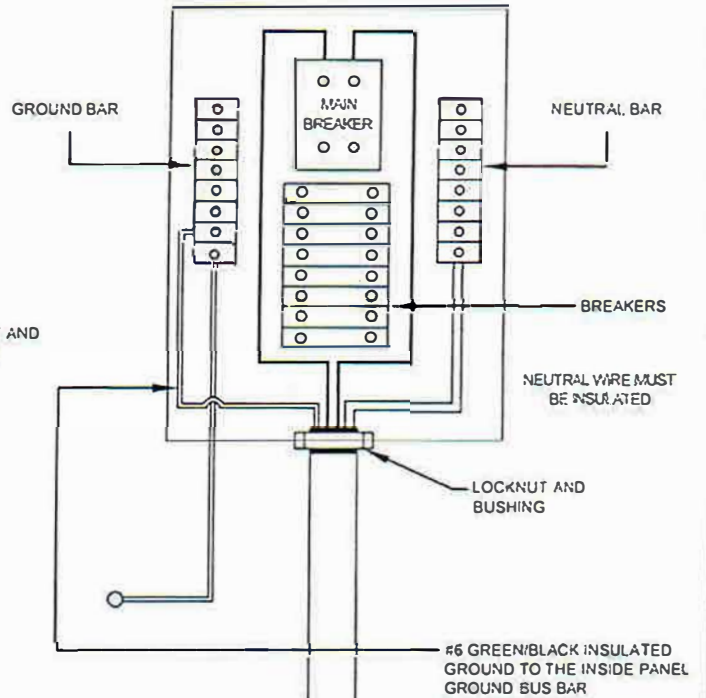 GROUND BAR
MAIN
BREAKER
NEUTRAL BAR
BREAKERS
AND
NEUTRAL WIRE MUST
BE INSULATED
LOCKNUT AND
BUSHING
#6 GREEN/BLACK INSULATED
GROUND TO THE INSIDE PANEL
GROUND BUS BAR